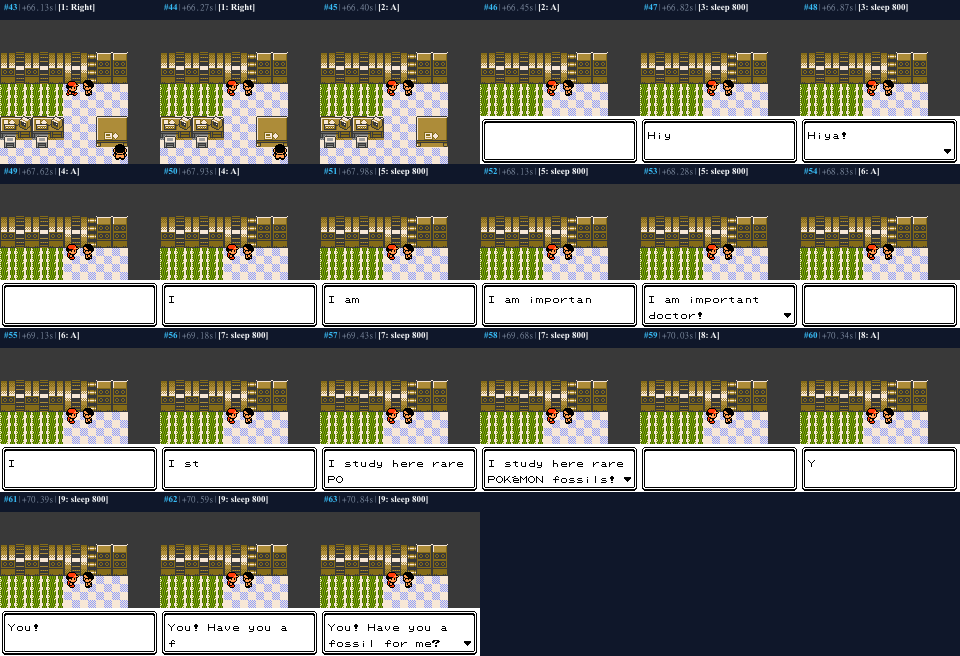 #43|+66.13s| [1: Right]
#44|+66.27s| [1: Right]
#45|+66.40s| [2: A]
#46|+66.45s| [2: A]
#47|+66.82s| [3: sleep 800]
Hiy
#48|+66.87s| [3: sleep 800]
Hiya!
#49|+67.62s| [4: A]
#50|+67.93s| [4: A]
I
#51|+67.98s| [5: sleep 800]
I am
#52|+68.13s| [5: sleep 800]
I am importan
#53|+68.28s| [5: sleep 800]
I am important
doctor!
#54|+68.83s| [6: A]
#55|+69.13s| [6: A]
I
#56|+69.18s| [7: sleep 800]
I st
#57|+69.43s| [7: sleep 800]
I study here rare
PO
#58|+69.68s| [7: sleep 800]
I study here rare
POKéMON fossils!
#59|+70.03s| [8: A]
#60|+70.34s| [8: A]
Y
#61|+70.39s| [9: sleep 800]
You!
#62|+70.59s| [9: sleep 800]
You! Have you a
f
#63|+70.84s| [9: sleep 800]
You! Have you a
fossil for me?